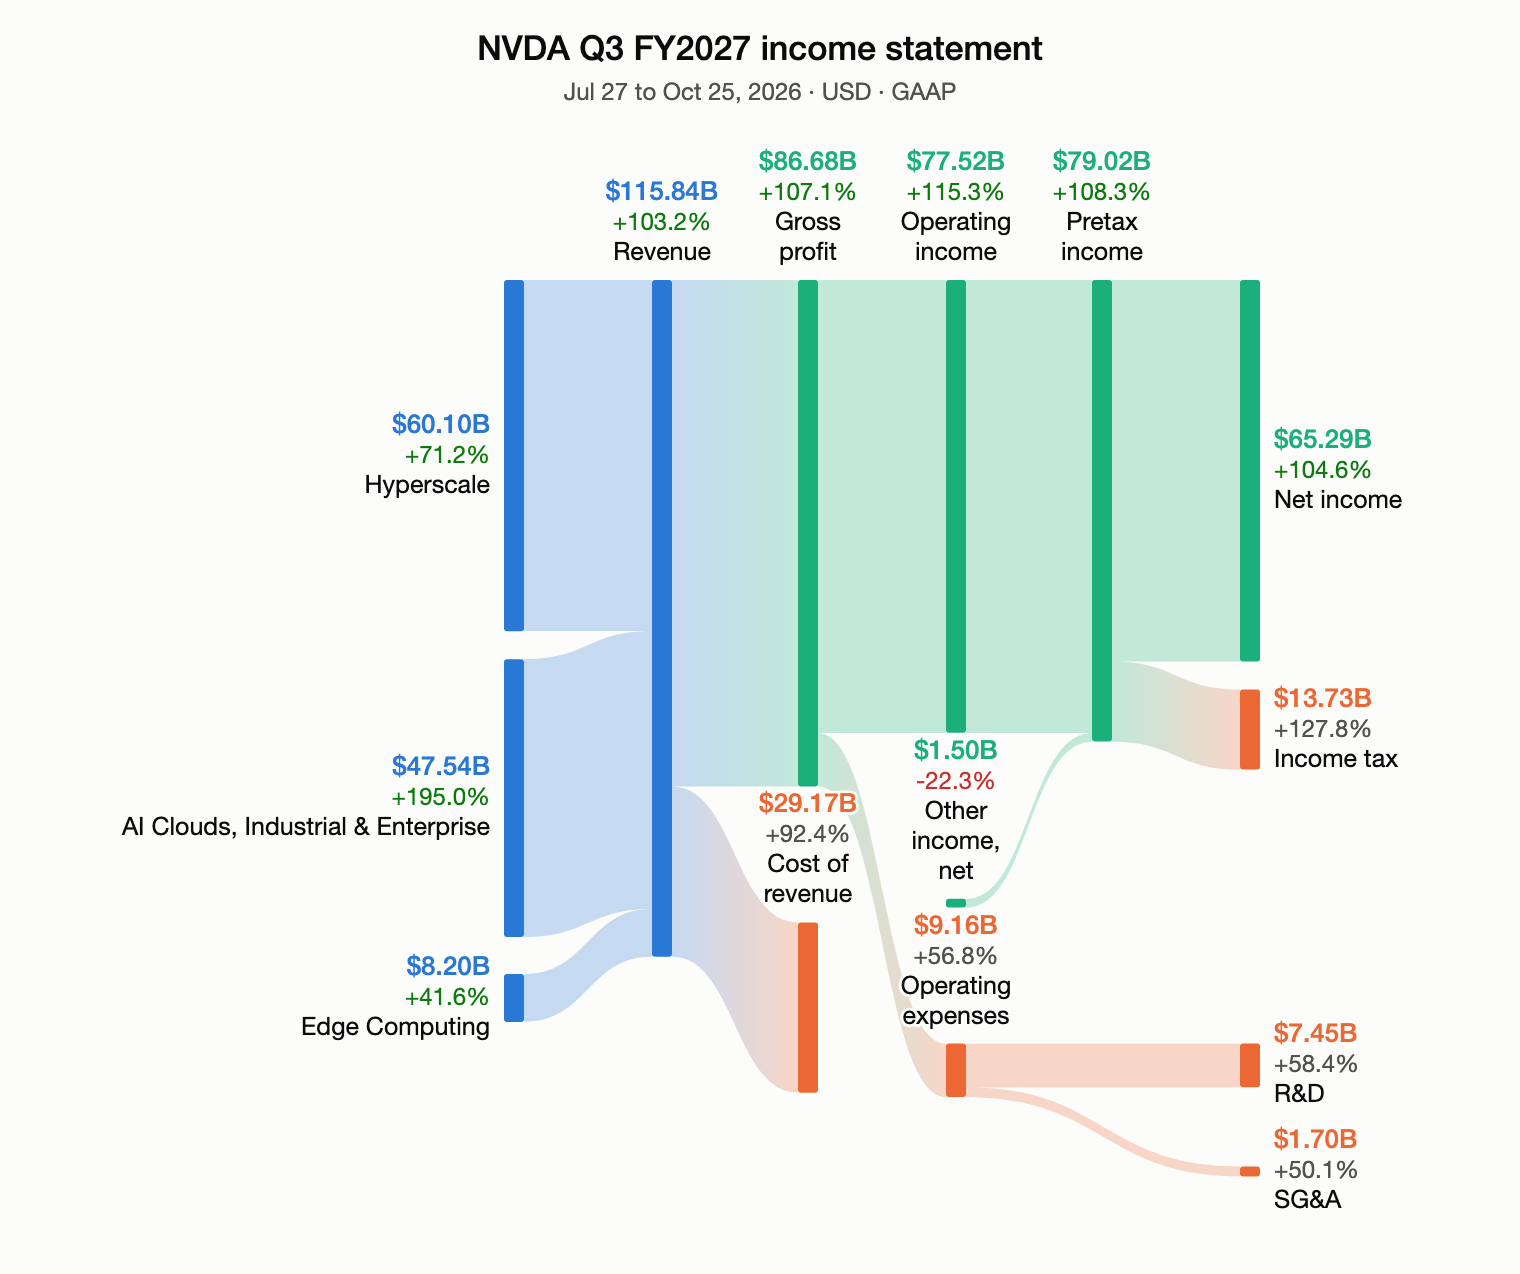 NVDA Q3 FY2027 income statement
Jul 27 to Oct 25, 2026 · USD · GAAP
$115.84B
+103.2%
Revenue
$86.68B
+107.1%
Gross
profit
$77.52B
+115.3%
Operating
income
$79.02B
+108.3%
Pretax
income
$60.10B
+71.2%
Hyperscale
$65.29B
+104.6%
Net income
$13.73B
+127.8%
Income tax
$47.54B
+195.0%
AI Clouds, Industrial & Enterprise
$29.17B
+92.4%
Cost of
revenue
$1.50B
-22.3%
Other
income,
net
$9.16B
+56.8%
Operating
expenses
$8.20B
+41.6%
Edge Computing
$7.45B
+58.4%
R&D
$1.70B
+50.1%
SG&A